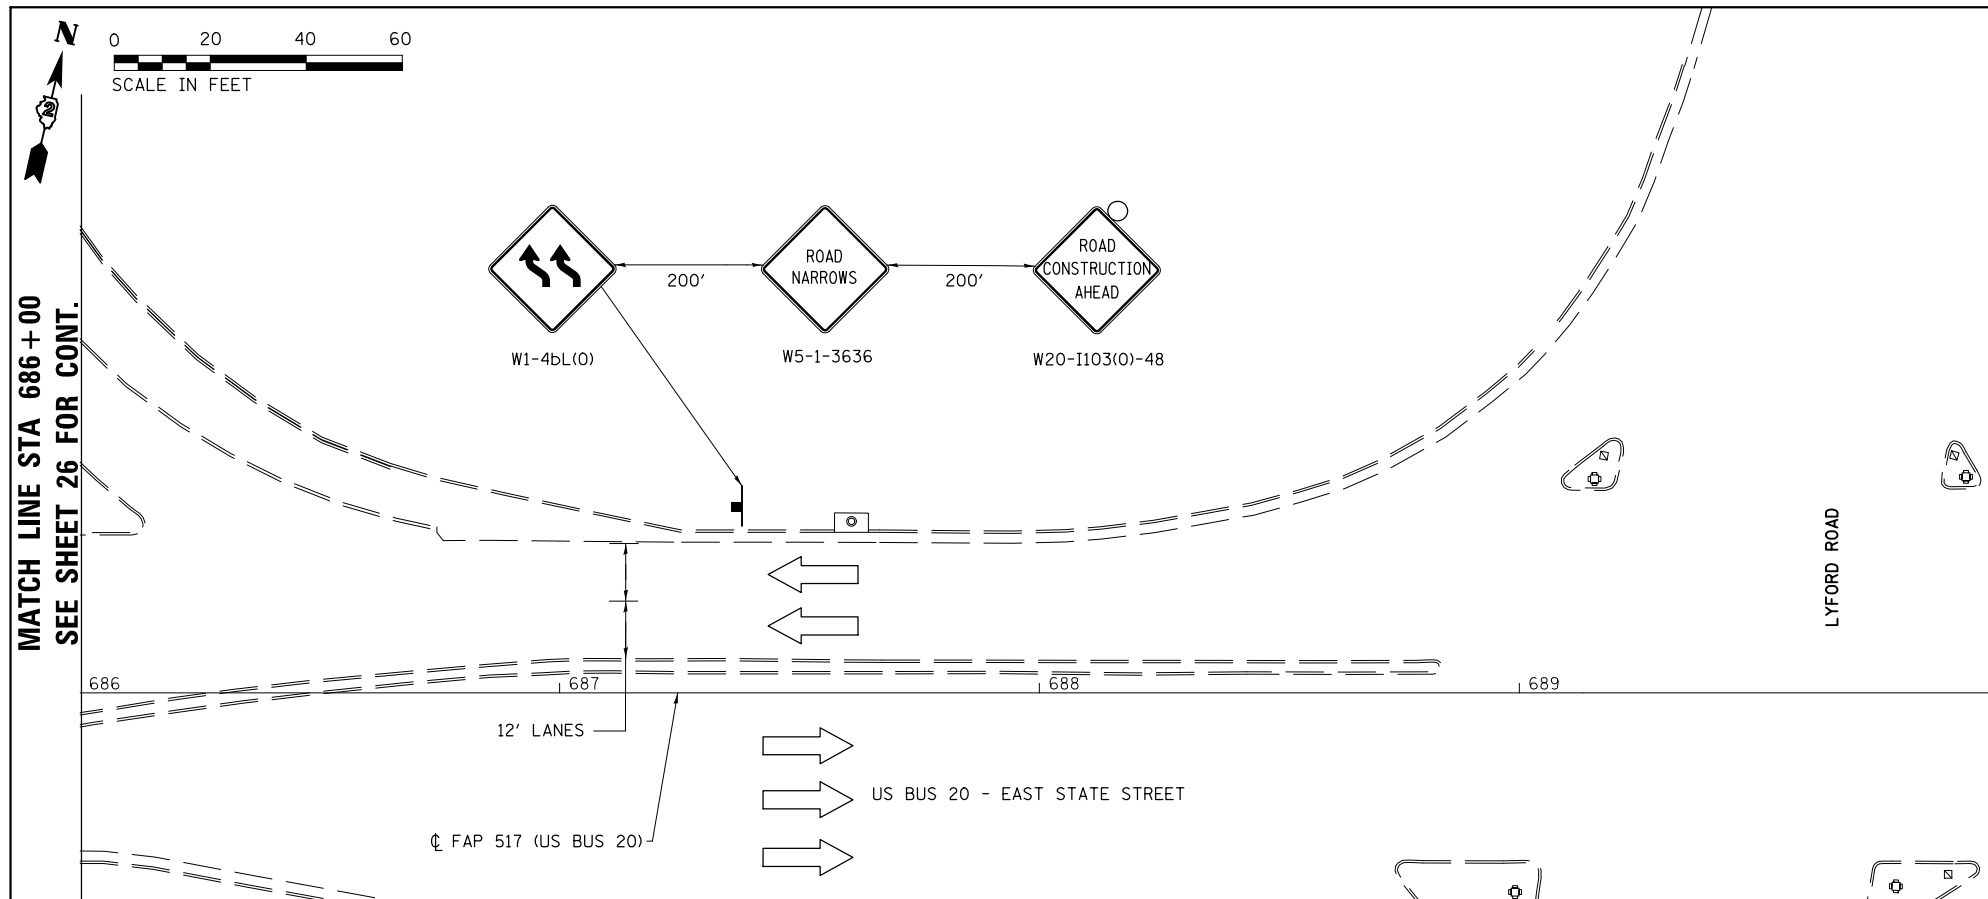 N
0 20 40 60
SCALE IN FEET
2
MATCH LINE STA 686+00
SEE SHEET 26 FOR CONT.
ROAD
NARROWS
ROAD
CONSTRUCTION
AHEAD
200'
200'
W1-4bL(O)
W5-1-3636
W20-I103(O)-48
LYFORD ROAD
686
687
688
689
12' LANES
US BUS 20 - EAST STATE STREET
℄ FAP 517 (US BUS 20)